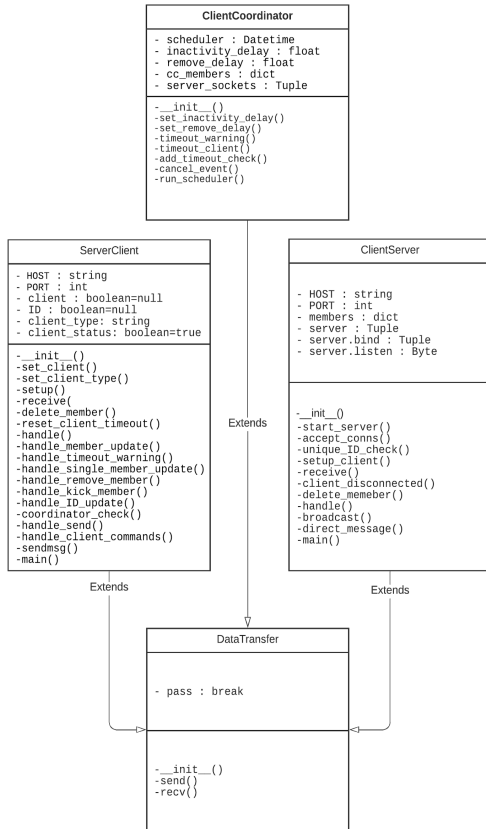 ClientCoordinator
- scheduler : Datetime
- inactivity_delay : float
- remove_delay : float
- cc_members : dict
- server_sockets : Tuple
-__init__()
-set_inactivity_delay()
-set_remove_delay()
-timeout_warning()
-timeout_client()
-add_timeout_check()
-cancel_event()
-run_scheduler()
ServerClient
- HOST : string
- PORT : int
- client : boolean=null
- ID : boolean=null
- client_type: string
- client_status: boolean=true
-__init__()
-set_client()
-set_client_type()
-setup()
-receive(
-delete_member()
-reset_client_timeout()
-handle()
-handle_member_update()
-handle_timeout_warning()
-handle_single_member_update()
-handle_remove_member()
-handle_kick_member()
-handle_ID_update()
-coordinator_check()
-handle_send()
-handle_client_commands()
-sendmsg()
-main()
ClientServer
- HOST : string
- PORT : int
- members : dict
- server : Tuple
- server.bind : Tuple
- server.listen : Byte
-__init__()
-start_server()
-accept_conns()
-unique_ID_check()
-setup_client()
-receive()
-client_disconnected()
-delete_memeber()
-handle()
-broadcast()
-direct_message()
-main()
Extends
Extends
Extends
DataTransfer
- pass : break
-__init__()
-send()
-recv()